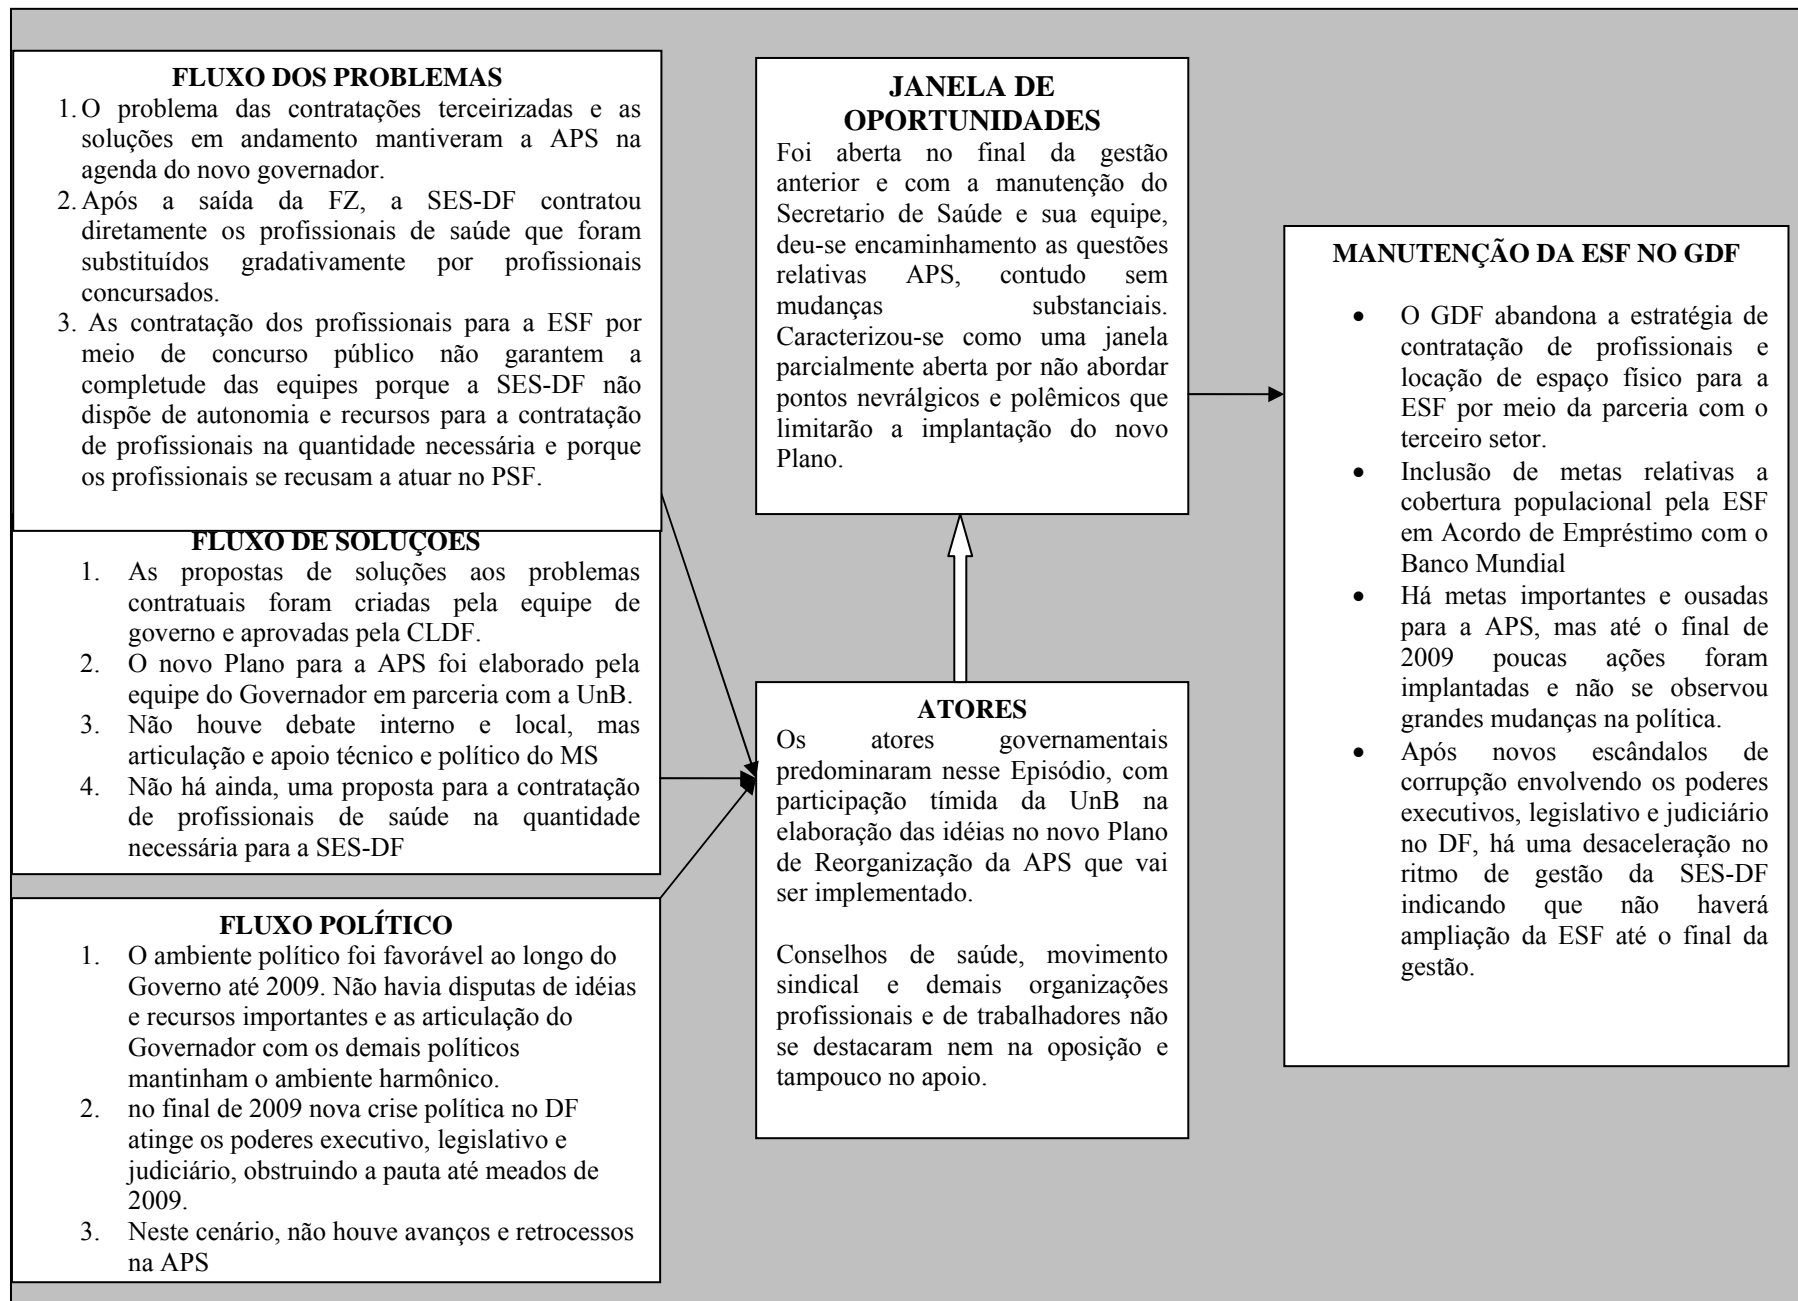 FLUXO DOS PROBLEMAS
1. O problema das contratações terceirizadas e as
soluções em andamento mantiveram a APS na
agenda do novo governador.
2. Após a saída da FZ, a SES-DF contratou
diretamente os profissionais de saúde que foram
substituídos gradativamente por profissionais
concursados.
3. As contratação dos profissionais para a ESF por
meio de concurso público não garantem a
completude das equipes porque a SES-DF não
dispõe de autonomia e recursos para a contratação
de profissionais na quantidade necessária e porque
os profissionais se recusam a atuar no PSF.
FLUXO DE SOLUÇOES
1. As propostas de soluções aos problemas
contratuais foram criadas pela equipe de
governo e aprovadas pela CLDF.
2. O novo Plano para a APS foi elaborado pela
equipe do Governador em parceria com a UnB.
3. Não houve debate interno e local, mas
articulação e apoio técnico e político do MS
4. Não há ainda, uma proposta para a contratação
de profissionais de saúde na quantidade
necessária para a SES-DF
FLUXO POLÍTICO
1. O ambiente político foi favorável ao longo do
Governo até 2009. Não havia disputas de idéias
e recursos importantes e as articulação do
Governador com os demais políticos
mantinham o ambiente harmônico.
2. no final de 2009 nova crise política no DF
atinge os poderes executivo, legislativo e
judiciário, obstruindo a pauta até meados de
2009.
3. Neste cenário, não houve avanços e retrocessos
na APS
JANELA DE
OPORTUNIDADES
Foi aberta no final da gestão
anterior e com a manutenção do
Secretario de Saúde e sua equipe,
deu-se encaminhamento as questões
relativas APS, contudo sem
mudanças substanciais.
Caracterizou-se como uma janela
parcialmente aberta por não abordar
pontos nevrálgicos e polêmicos que
limitarão a implantação do novo
Plano.
ATORES
Os atores governamentais
predominaram nesse Episódio, com
participação tímida da UnB na
elaboração das idéias no novo Plano
de Reorganização da APS que vai
ser implementado.
Conselhos de saúde, movimento
sindical e demais organizações
profissionais e de trabalhadores não
se destacaram nem na oposição e
tampouco no apoio.
MANUTENÇÃO DA ESF NO GDF
• O GDF abandona a estratégia de
contratação de profissionais e
locação de espaço físico para a
ESF por meio da parceria com o
terceiro setor.
• Inclusão de metas relativas a
cobertura populacional pela ESF
em Acordo de Empréstimo com o
Banco Mundial
• Há metas importantes e ousadas
para a APS, mas até o final de
2009 poucas ações foram
implantadas e não se observou
grandes mudanças na política.
• Após novos escândalos de
corrupção envolvendo os poderes
executivos, legislativo e judiciário
no DF, há uma desaceleração no
ritmo de gestão da SES-DF
indicando que não haverá
ampliação da ESF até o final da
gestão.